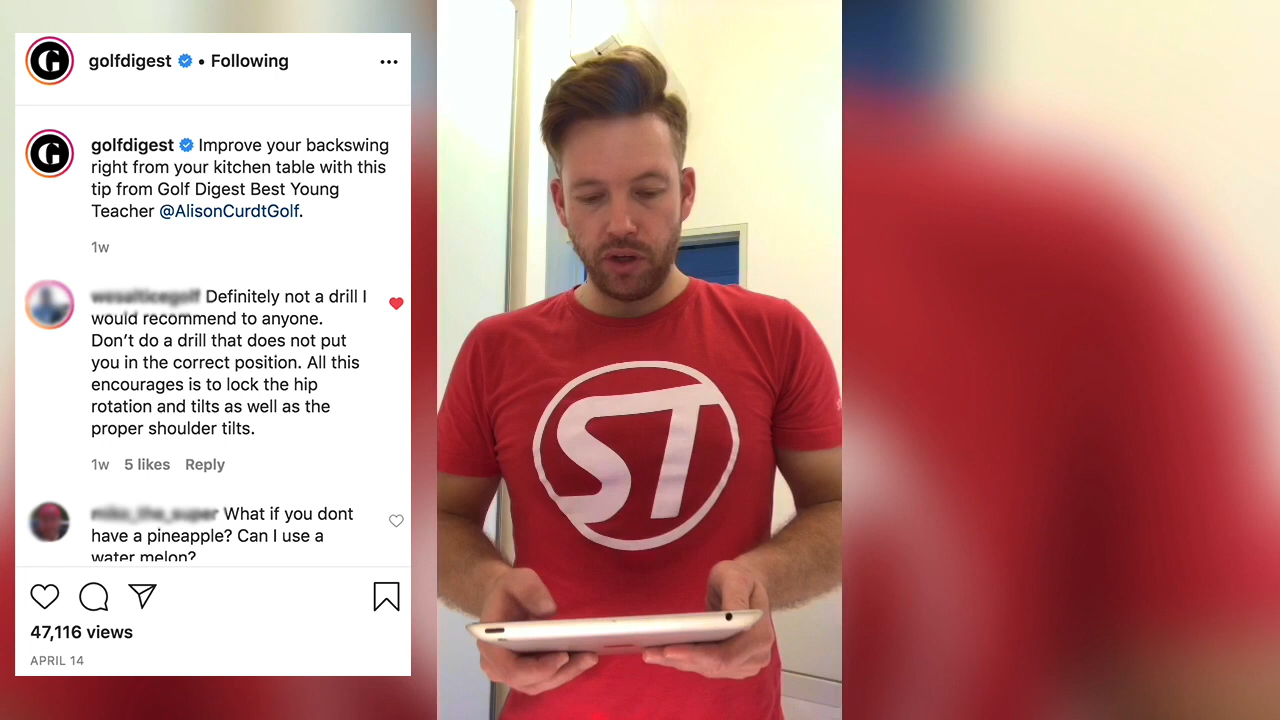 golfdigest • Following
golfdigest Improve your backswing
right from your kitchen table with this
tip from Golf Digest Best Young
Teacher @AlisonCurdtGolf.
1w
Definitely not a drill I
would recommend to anyone.
Don’t do a drill that does not put
you in the correct position. All this
encourages is to lock the hip
rotation and tilts as well as the
proper shoulder tilts.
1w 5 likes Reply
What if you dont
have a pineapple? Can I use a
water melon?
47,116 views
APRIL 14
G
G
ST